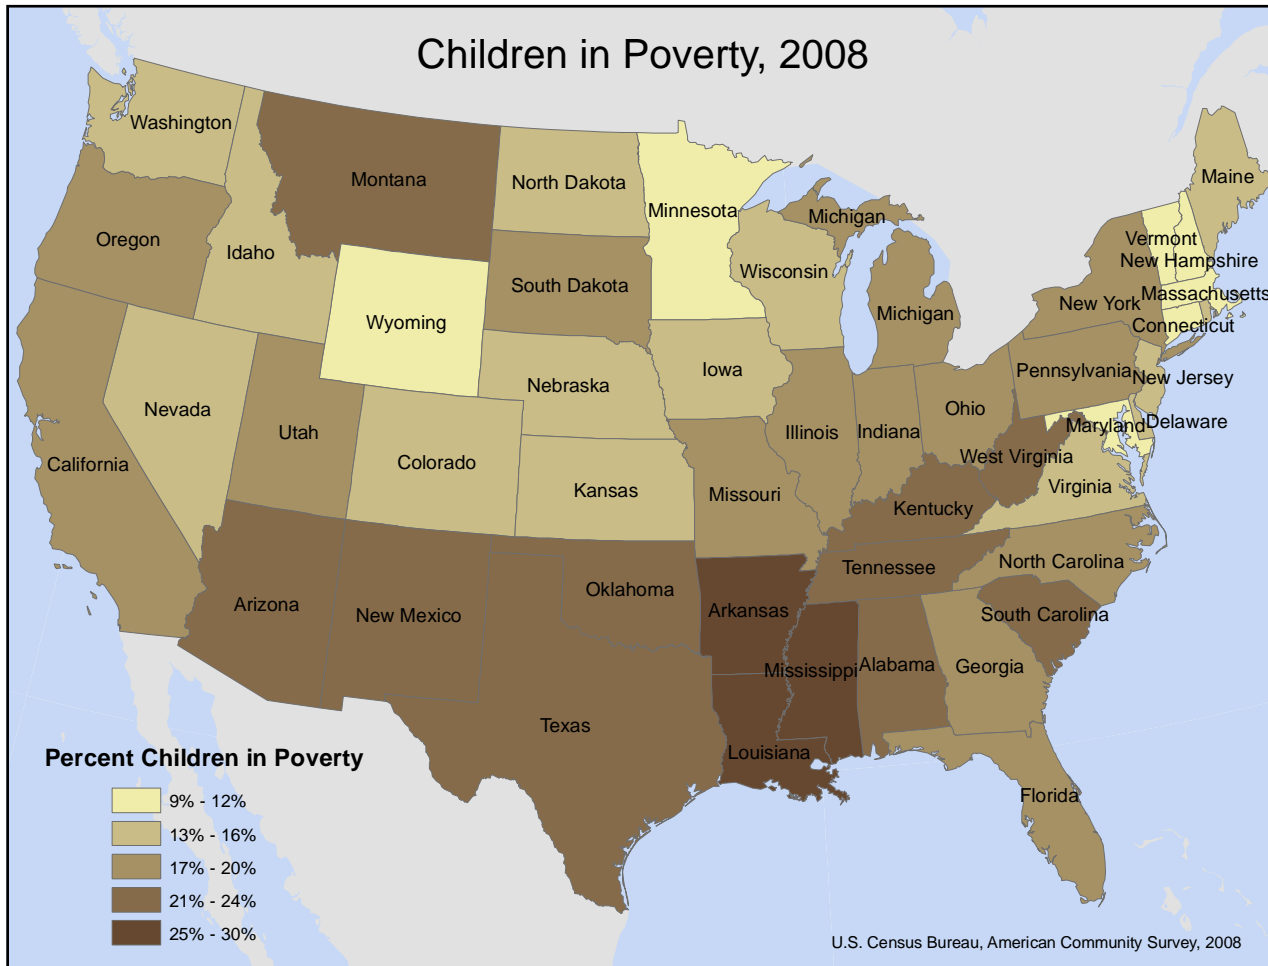 Children in Poverty, 2008
Washington
Montana
North Dakota
Minnesota
Michigan
Maine
Oregon
Idaho
Vermont
New Hampshire
Wisconsin
South Dakota
Massachusetts
New York
Michigan
Wyoming
Connecticut
Iowa
Pennsylvania
New Jersey
Nebraska
Nevada
Ohio
Delaware
Maryland
Utah
Illinois
Indiana
West Virginia
California
Colorado
Kansas
Virginia
Missouri
Kentucky
North Carolina
Tennessee
Oklahoma
Arizona
New Mexico
Arkansas
South Carolina
Mississippi
Alabama
Georgia
Texas
Louisiana
Florida
Percent Children in Poverty
9% - 12%
13% - 16%
17% - 20%
21% - 24%
25% - 30%
U.S. Census Bureau, American Community Survey, 2008